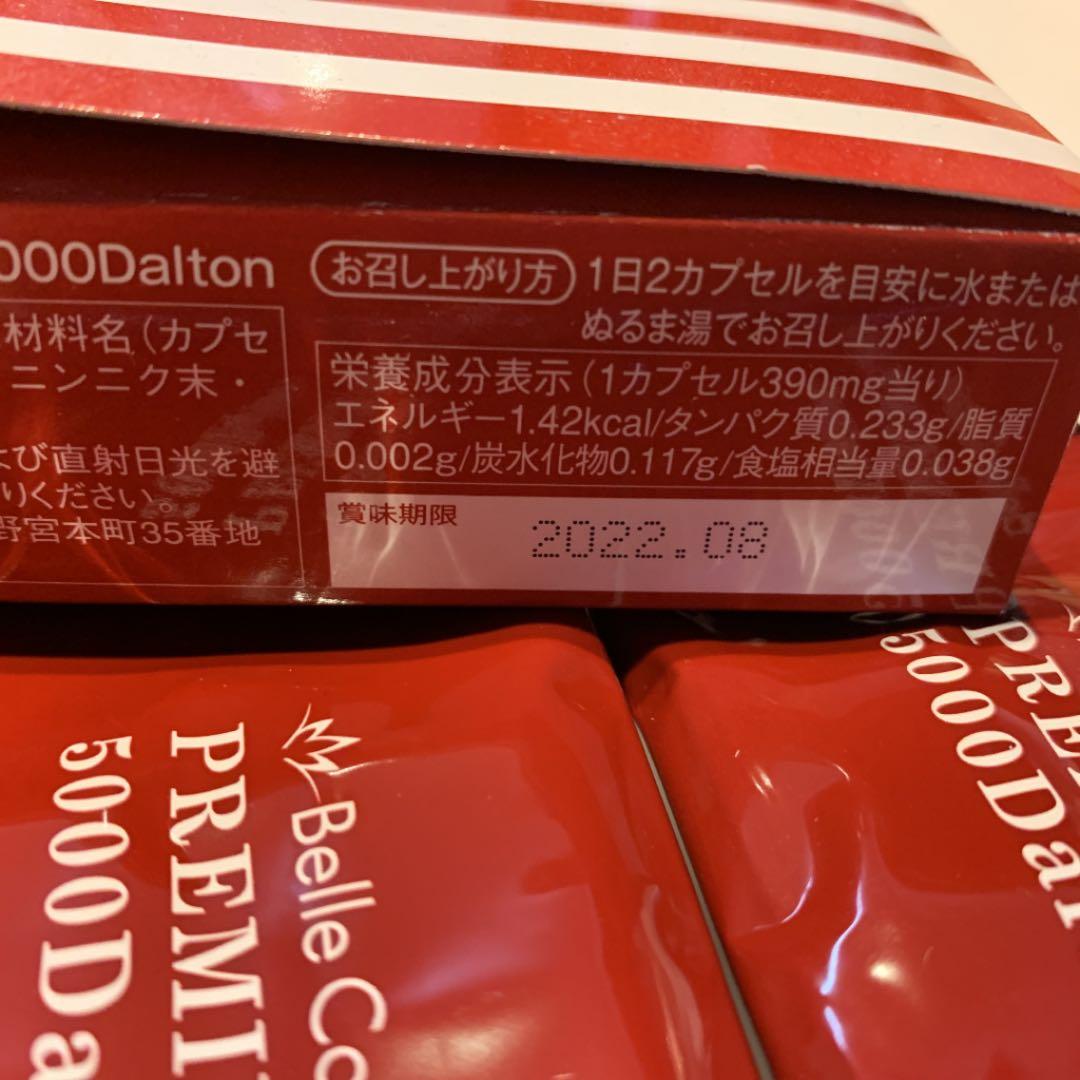 000Dalton
材料名(カプセ
ニンニク末・
よび直射日光を避
りください。
野宮本町35番地
お召し上がり方 1日2カプセルを目安に水または
ぬるま湯でお召し上がりください。
栄養成分表示(1カプセル390mg当り)
エネルギー1.42kcal/タンパク質0.233g/脂質
0.002g/炭水化物0.117g/食塩相当量0.038g
賞味期限 2022.08
Belle Co
PREMI
5000Da
PRE
5000Dal